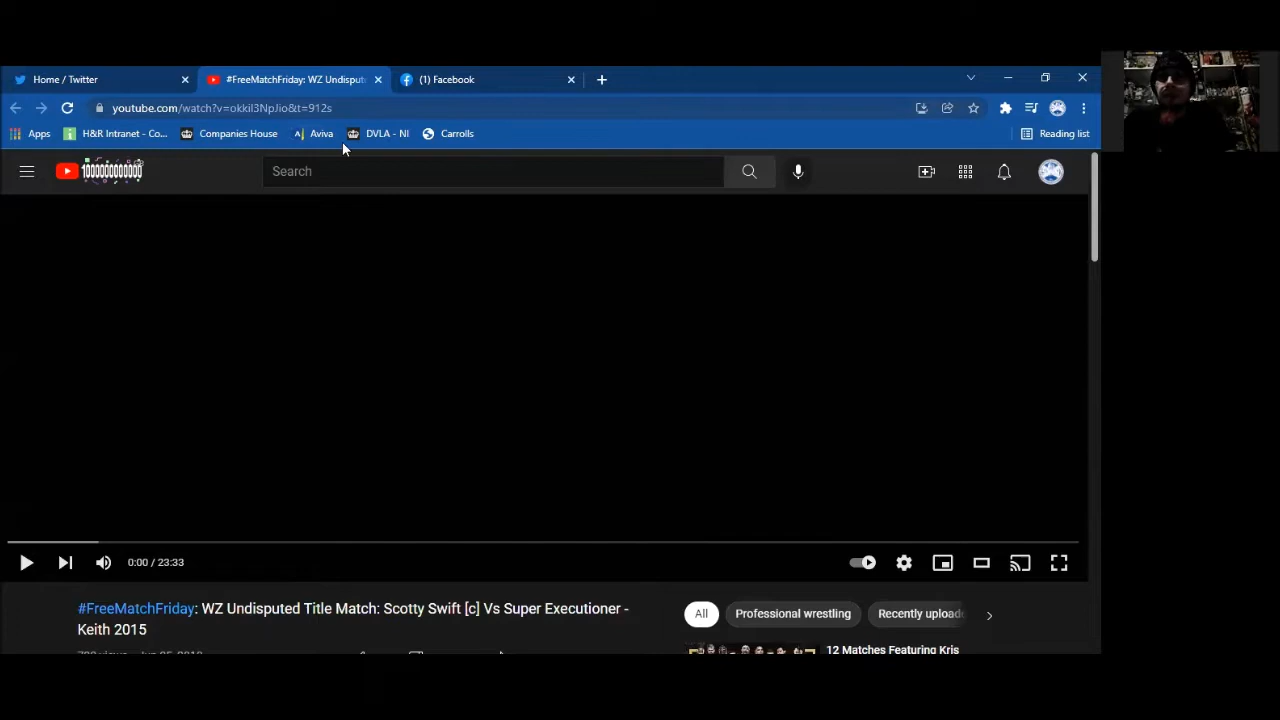 Home / Twitter
#FreeMatchFriday: WZ Undisput
(1) Facebook
youtube.com/watch?v=okkiI3NpJio&t=912s
Apps
H&R Intranet - Co...
Companies House
Aviva
DVLA - NI
Carrolls
Reading list
Search
0:00 / 23:33
#FreeMatchFriday: WZ Undisputed Title Match: Scotty Swift [c] Vs Super Executioner -
Keith 2015
All
Professional wrestling
Recently uploade
12 Matches Featuring Kris